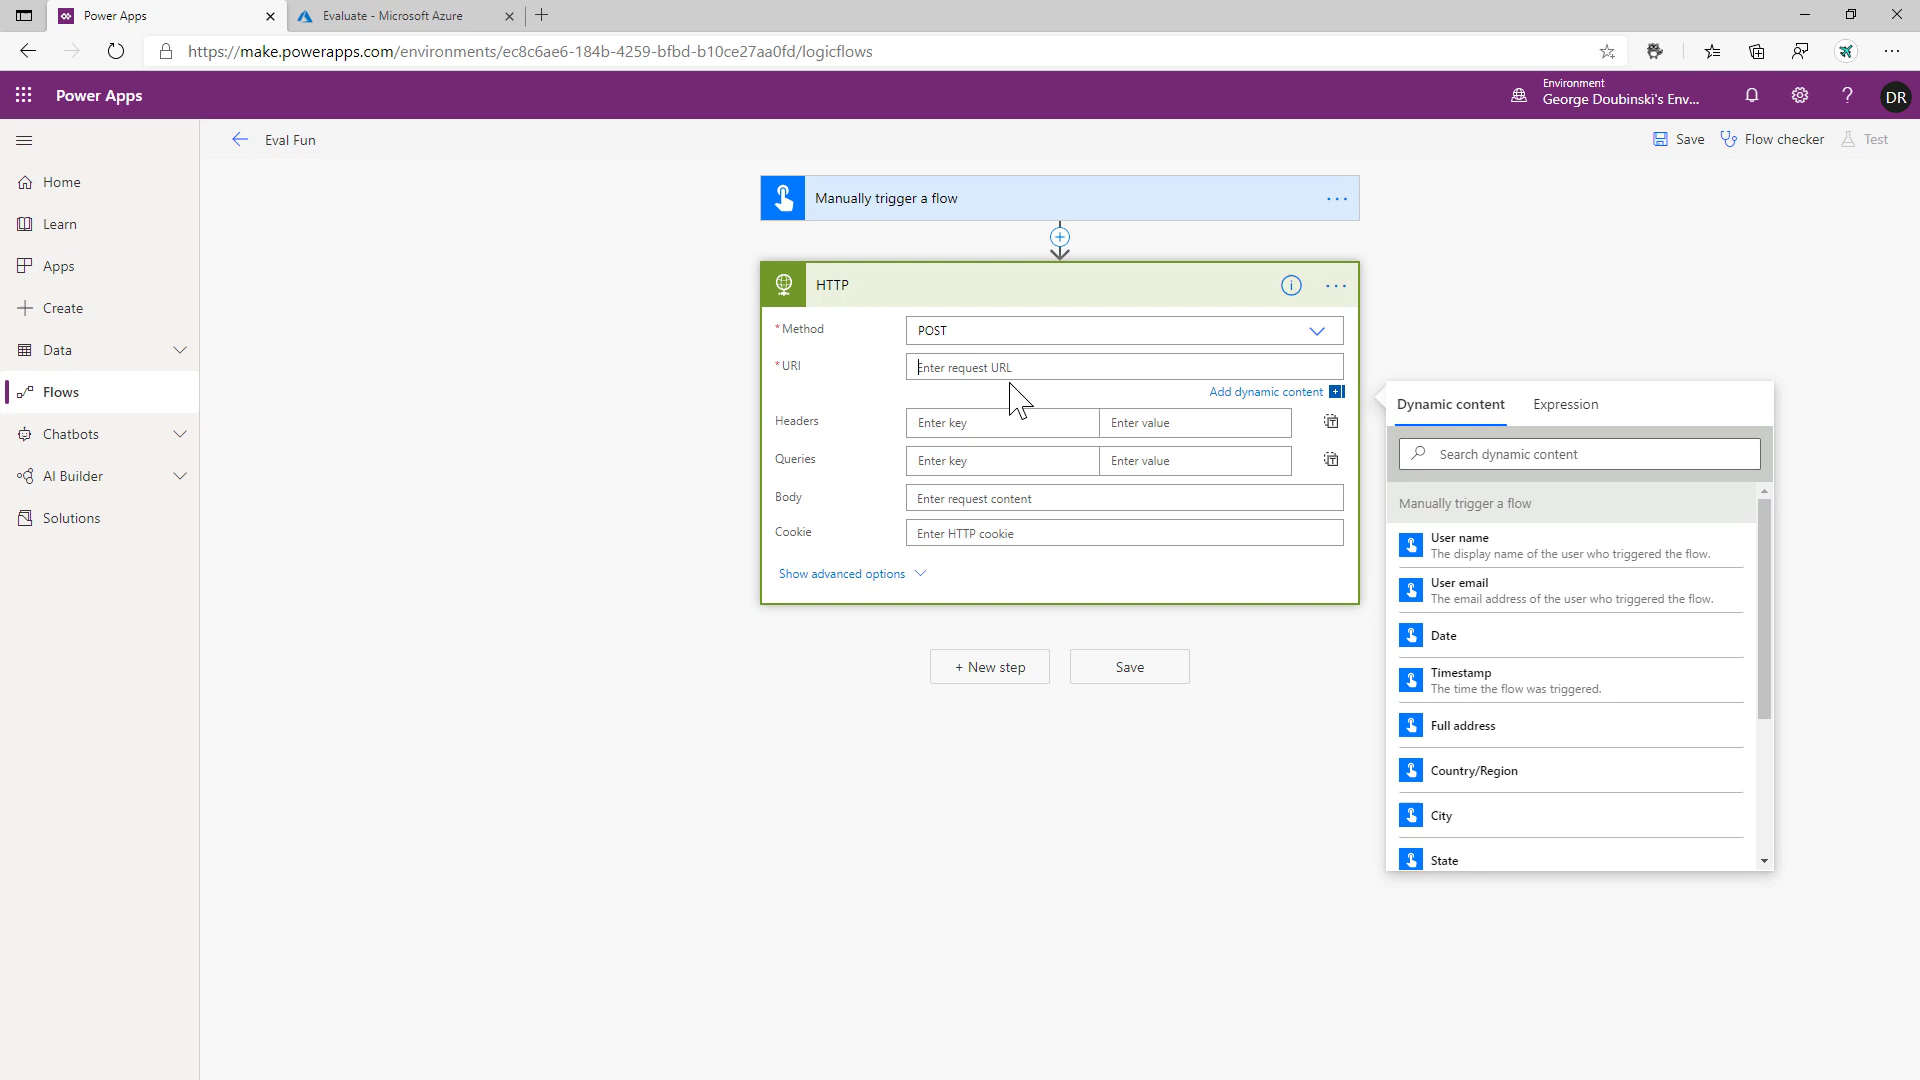 Power Apps
Evaluate - Microsoft Azure
https://make.powerapps.com/environments/ec8c6ae6-184b-4259-bfbd-b10ce27aa0fd/logicflows
Power Apps
Environment
George Doubinski's Env...
DR
Eval Fun
Save
Flow checker
Test
Home
Learn
Apps
Create
Data
Flows
Chatbots
AI Builder
Solutions
Manually trigger a flow
HTTP
* Method
POST
* URI
Enter request URL
Add dynamic content
Headers
Enter key
Enter value
Queries
Enter key
Enter value
Body
Enter request content
Cookie
Enter HTTP cookie
Show advanced options
+ New step
Save
Dynamic content
Expression
Search dynamic content
Manually trigger a flow
User name
The display name of the user who triggered the flow.
User email
The email address of the user who triggered the flow.
Date
Timestamp
The time the flow was triggered.
Full address
Country/Region
City
State